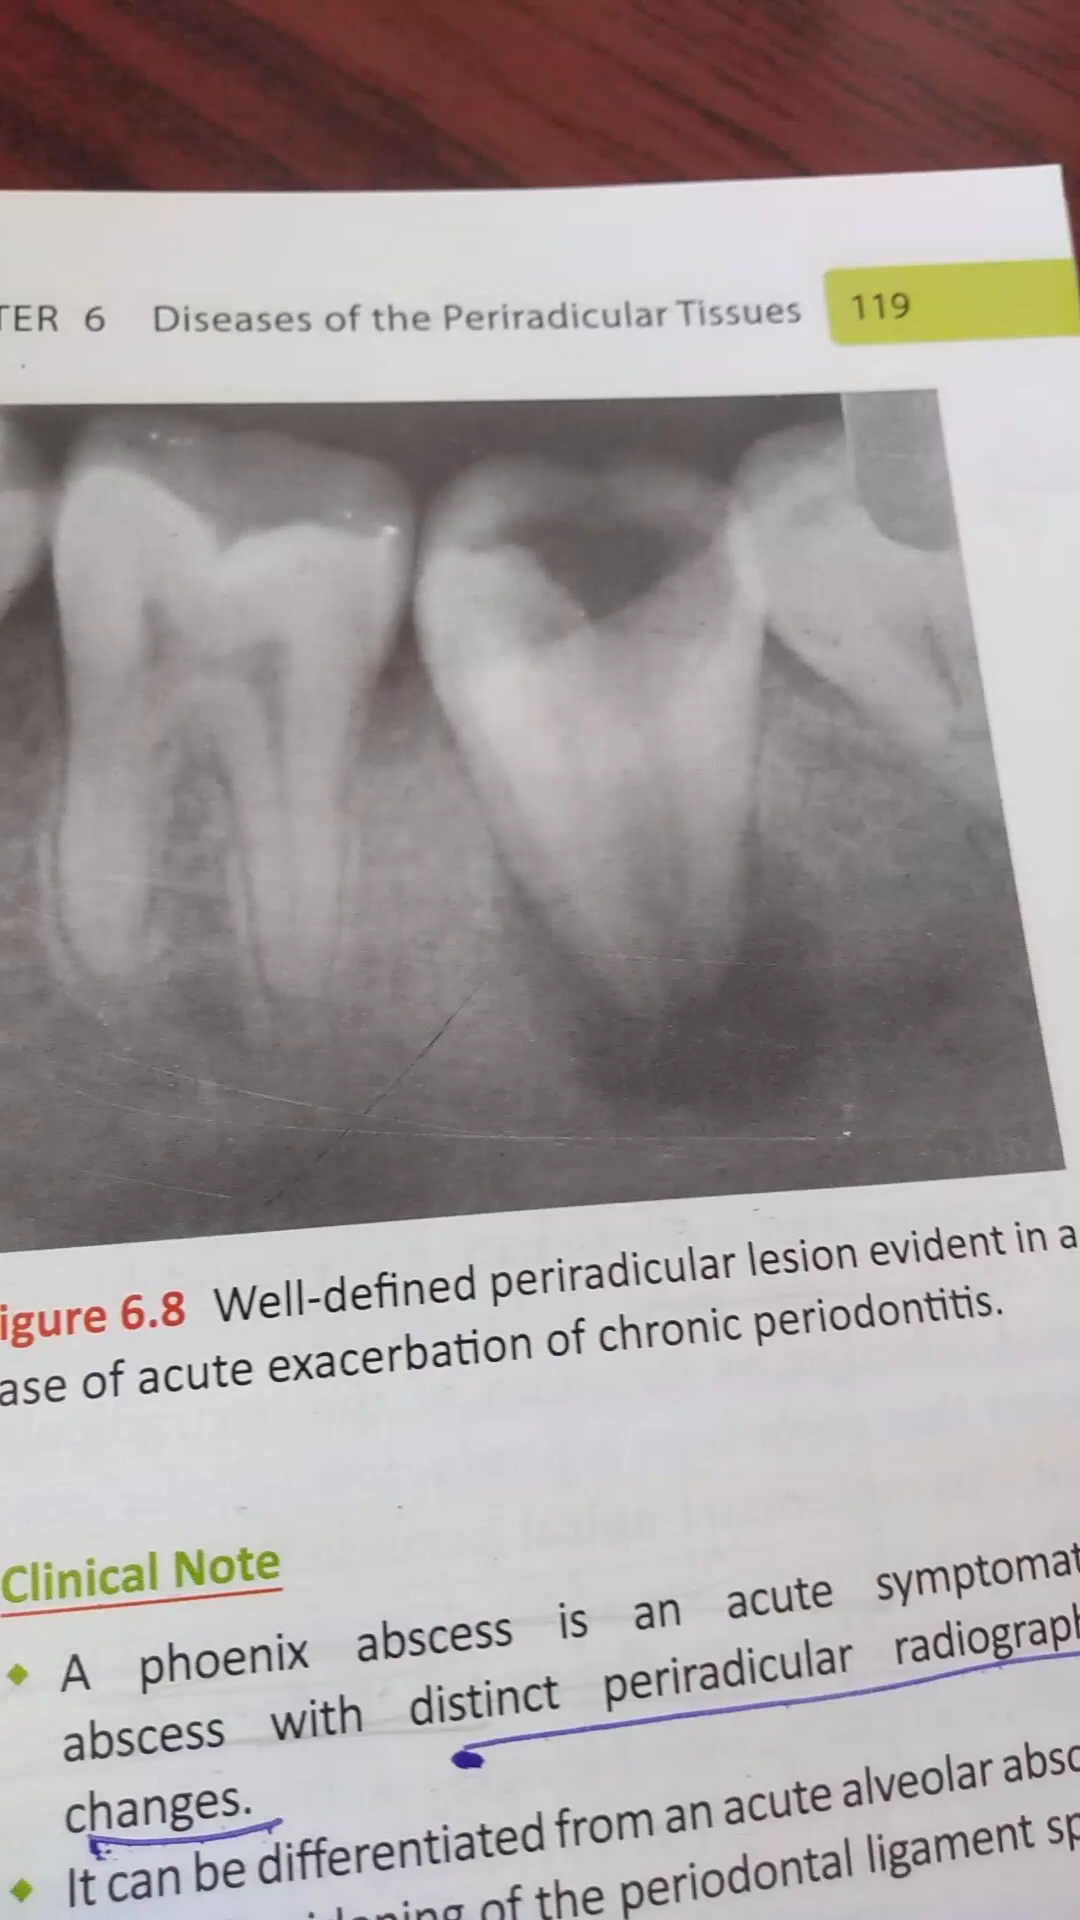 TER 6 Diseases of the Periradicular Tissues 119
igure 6.8 Well-defined periradicular lesion evident in a
ase of acute exacerbation of chronic periodontitis.
Clinical Note
A phoenix abscess is an acute symptomat
abscess with distinct periradicular radiograph
changes.
It can be differentiated from an acute alveolar absc
of the periodontal ligament sp